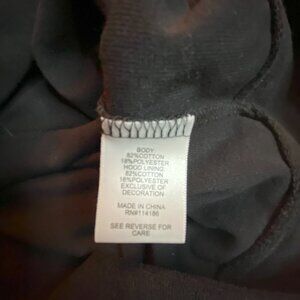 BODY
82%COTTON
18%POLYESTER
HOOD LINING:
82%COTTON
18%POLYESTER
EXCLUSIVE OF
DECORATION
MADE IN CHINA
RN#114186
SEE REVERSE FOR
CARE